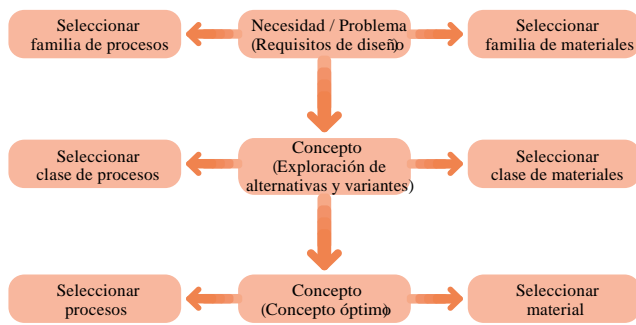 Seleccionar
familia de procesos
Necesidad / Problema
(Requisitos de diseño)
Seleccionar
familia de materiales
Seleccionar
clase de procesos
Concepto
(Exploración de
alternativas y variantes)
Seleccionar
clase de materiales
Seleccionar
procesos
Concepto
(Concepto óptimo)
Seleccionar
material